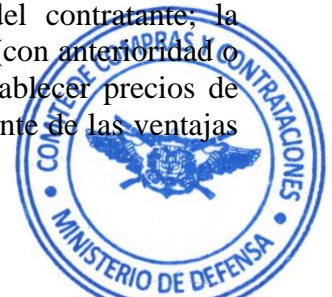 del contratante; la
(con anterioridad o
ablecer precios de
nte de las ventajas
COMITÉ DE COMPRAS Y CONTRATACIONES
MINISTERIO DE DEFENSA